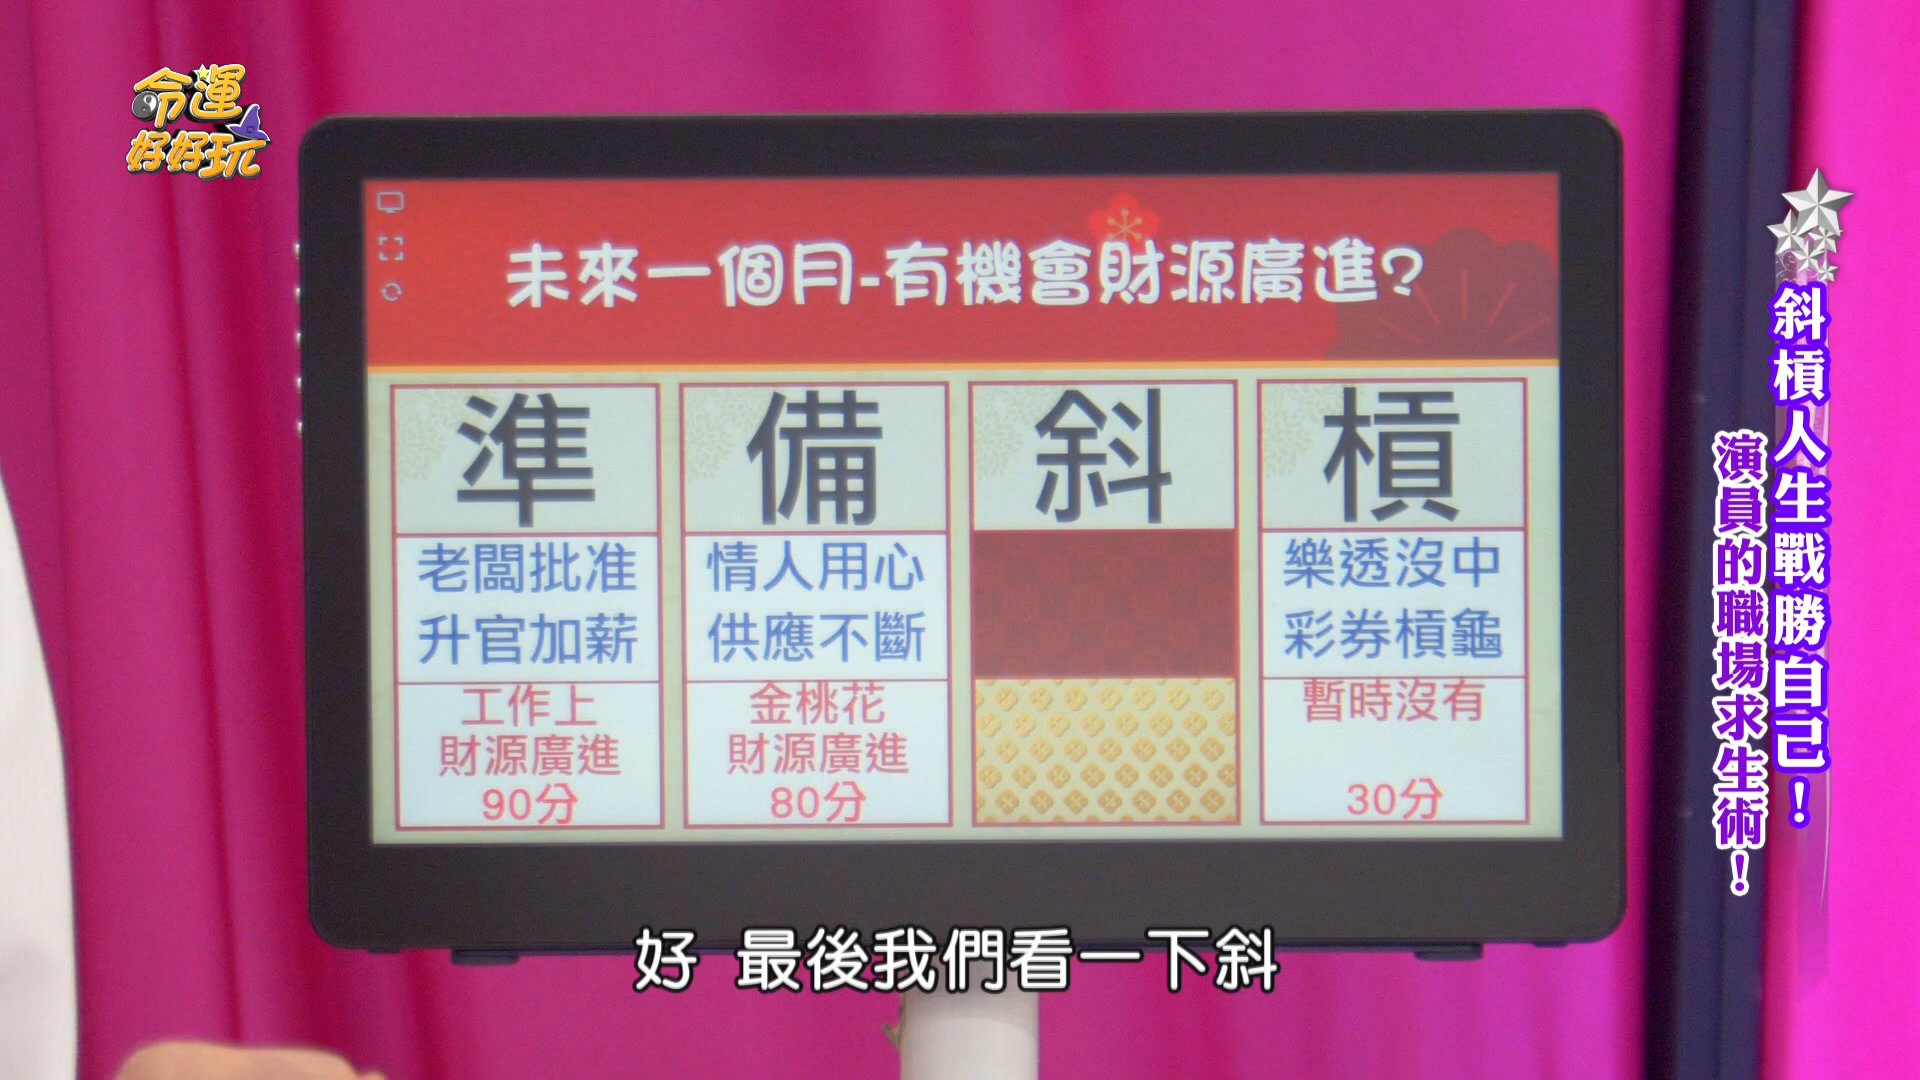 命運
好好玩
未來一個月-有機會財源廣進?
準
老闆批准
升官加薪
工作上
財源廣進
90分
備
情人用心
供應不斷
金桃花
財源廣進
80分
斜
槓
樂透沒中
彩券槓龜
暫時沒有
30分
斜槓人生戰勝自己!
演員的職場求生術!
好 最後我們看一下斜